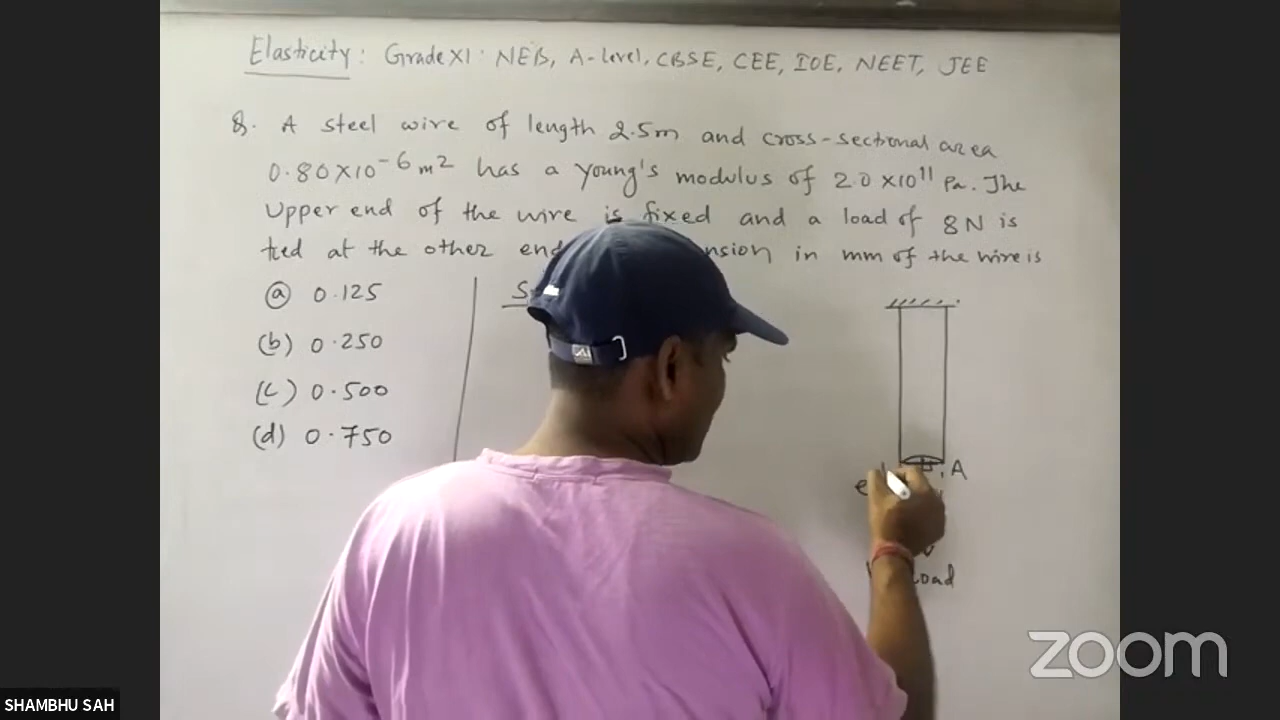 Elasticity: Grade XI: NEB, A-level, CBSE, CEE, IOE, NEET, JEE
Q. A steel wire of length 2.5m and cross-sectional area
0.80×10⁻⁶ m² has a young's modulus of 2.0 ×10¹¹ Pa. The
Upper end of the wire is fixed and a load of 8N is
tied at the other end nsion in mm of the wire is
(a) 0.125
(b) 0.250
(c) 0.500
(d) 0.750
S
A
e
oad
zoom
SHAMBHU SAH